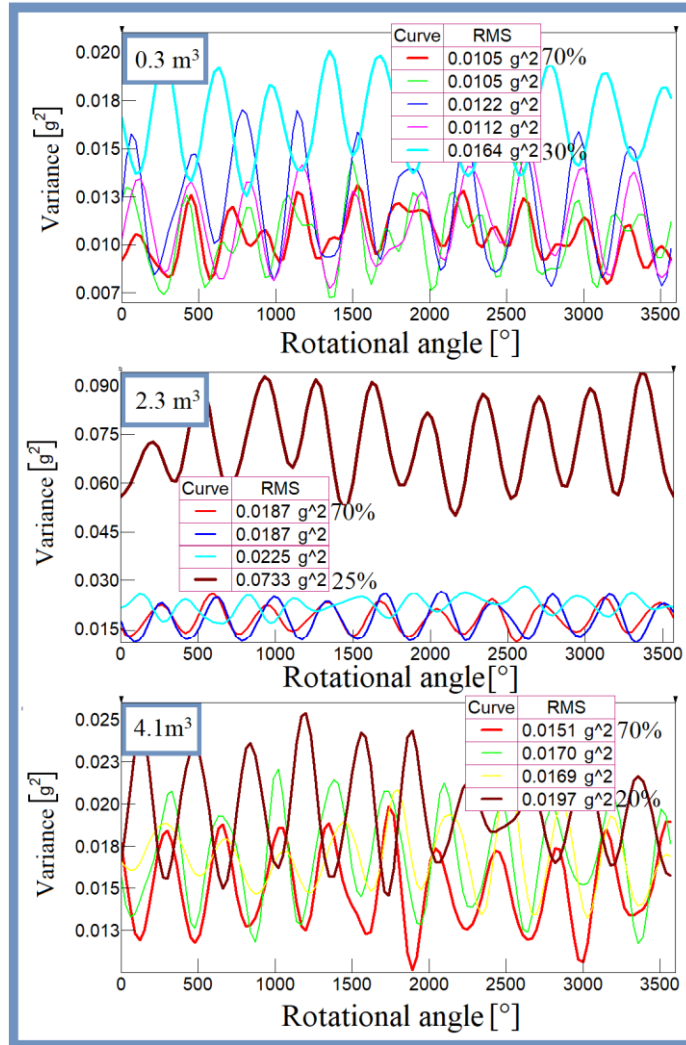 0.3 m³
Variance [g²]
0.020
0.018
0.015
0.013
0.010
0.007
Curve RMS
0.0105 g^2 70%
0.0105 g^2
0.0122 g^2
0.0112 g^2
0.0164 g^2 30%
0 500 1000 1500 2000 2500 3000 3500
Rotational angle [°]
2.3 m³
Variance [g²]
0.090
0.075
0.060
0.045
0.030
0.015
Curve RMS
0.0187 g^2 70%
0.0187 g^2
0.0225 g^2
0.0733 g^2 25%
0 500 1000 1500 2000 2500 3000 3500
Rotational angle [°]
4.1m³
Variance [g²]
0.025
0.023
0.020
0.018
0.015
0.013
Curve RMS
0.0151 g^2 70%
0.0170 g^2
0.0169 g^2
0.0197 g^2 20%
0 500 1000 1500 2000 2500 3000 3500
Rotational angle [°]